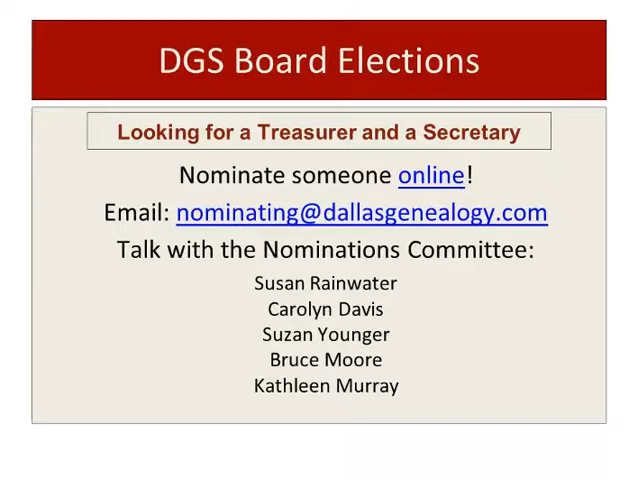 DGS Board Elections
Looking for a Treasurer and a Secretary
Nominate someone online!
Email: nominating@dallasgenealogy.com
Talk with the Nominations Committee:
Susan Rainwater
Carolyn Davis
Suzan Younger
Bruce Moore
Kathleen Murray